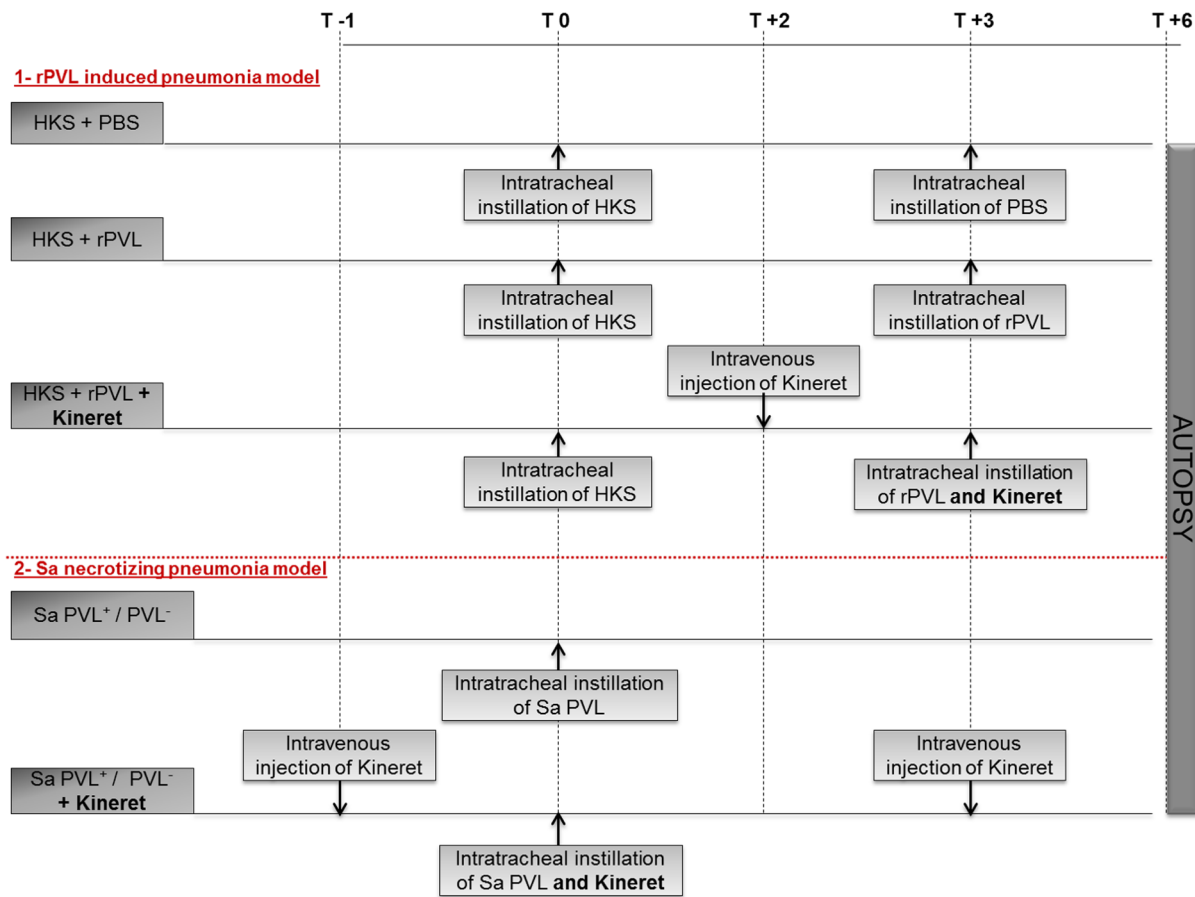 T -1 T 0 T +2 T +3 T +6
1- rPVL induced pneumonia model
HKS + PBS
Intratracheal
instillation of HKS
Intratracheal
instillation of PBS
HKS + rPVL
Intratracheal
instillation of HKS
Intratracheal
instillation of rPVL
Intravenous
injection of Kineret
HKS + rPVL +
Kineret
Intratracheal
instillation of HKS
Intratracheal instillation
of rPVL and Kineret
AUTOPSY
2- Sa necrotizing pneumonia model
Sa PVL⁺ / PVL⁻
Intratracheal instillation
of Sa PVL
Intravenous
injection of Kineret
Intravenous
injection of Kineret
Sa PVL⁺ / PVL⁻
+ Kineret
Intratracheal instillation
of Sa PVL and Kineret